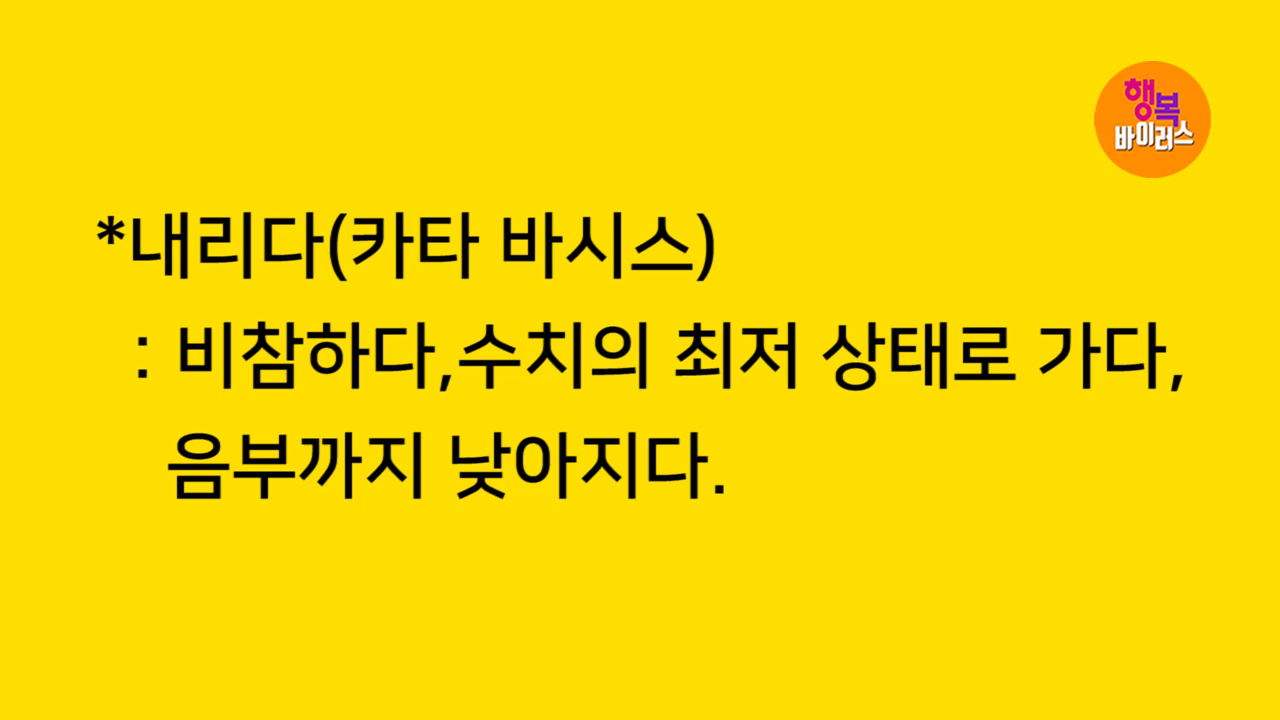 행복
바이러스
*내리다(카타 바시스)
: 비참하다,수치의 최저 상태로 가다,
음부까지 낮아지다.